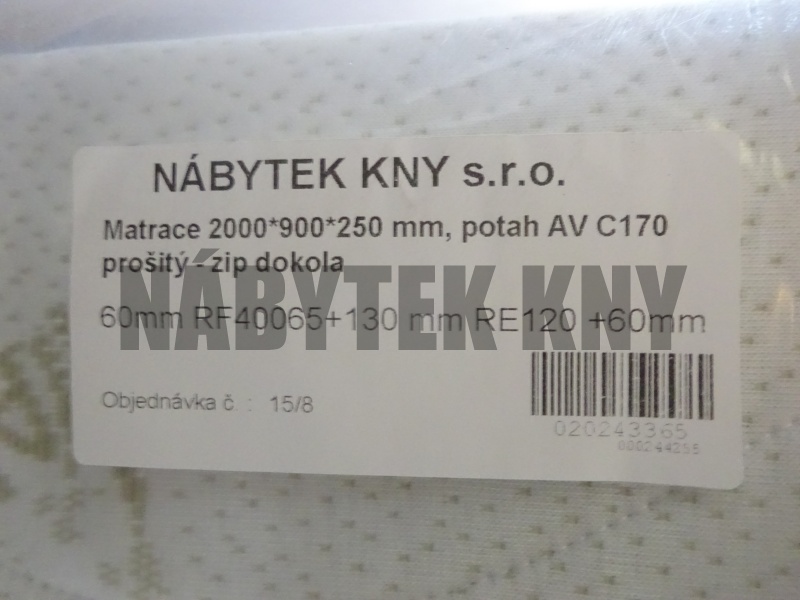 NÁBYTEK KNY s.r.o.
Matrace 2000*900*250 mm, potah AV C170
prošitý - zip dokola
NÁBYTEK KNY
60mm RF40065+130 mm RE120 +60mm
Objednávka č. : 15/8
020243365
000244255